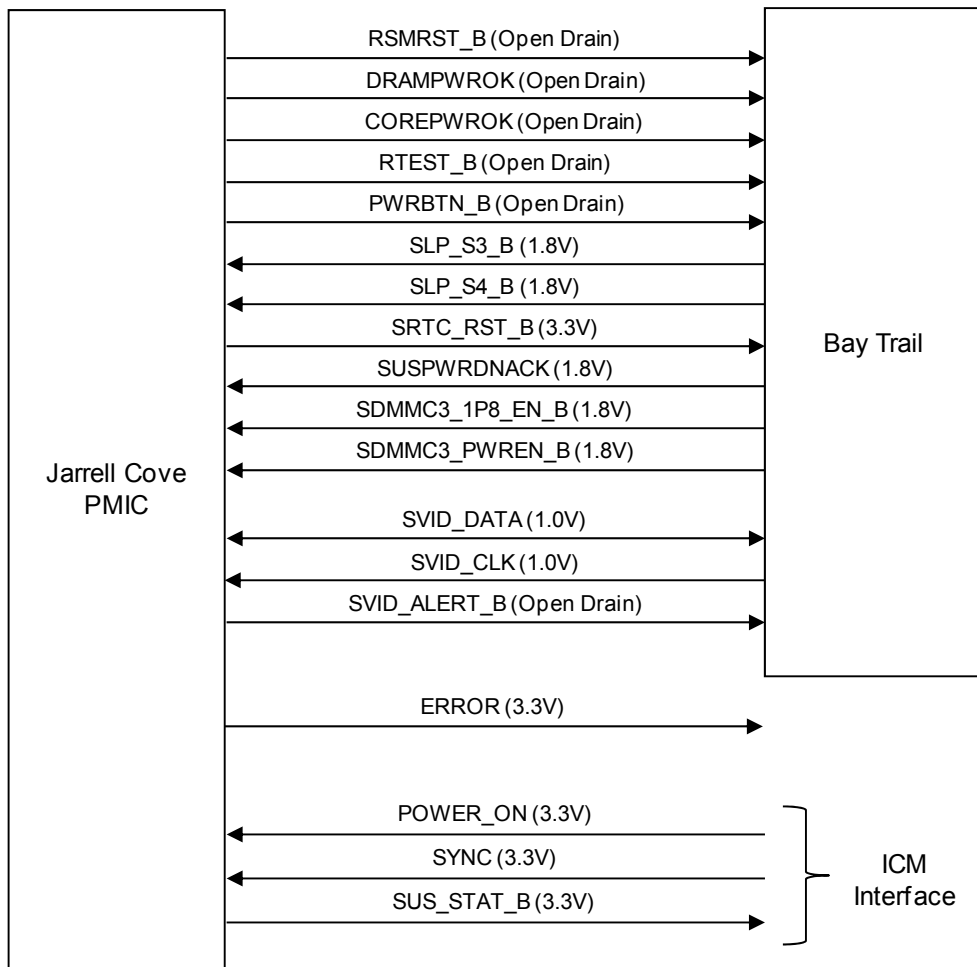 RSMRST_B (Open Drain)
DRAMPWROK (Open Drain)
COREPWROK (Open Drain)
RTEST_B (Open Drain)
PWRBTN_B (Open Drain)
SLP_S3_B (1.8V)
SLP_S4_B (1.8V)
SRTC_RST_B (3.3V)
Bay Trail
SUSPWRDNACK (1.8V)
SDMMC3_1P8_EN_B (1.8V)
SDMMC3_PWREN_B (1.8V)
Jarrell Cove
PMIC
SVID_DATA (1.0V)
SVID_CLK (1.0V)
SVID_ALERT_B (Open Drain)
ERROR (3.3V)
POWER_ON (3.3V)
SYNC (3.3V)
SUS_STAT_B (3.3V)
ICM
Interface